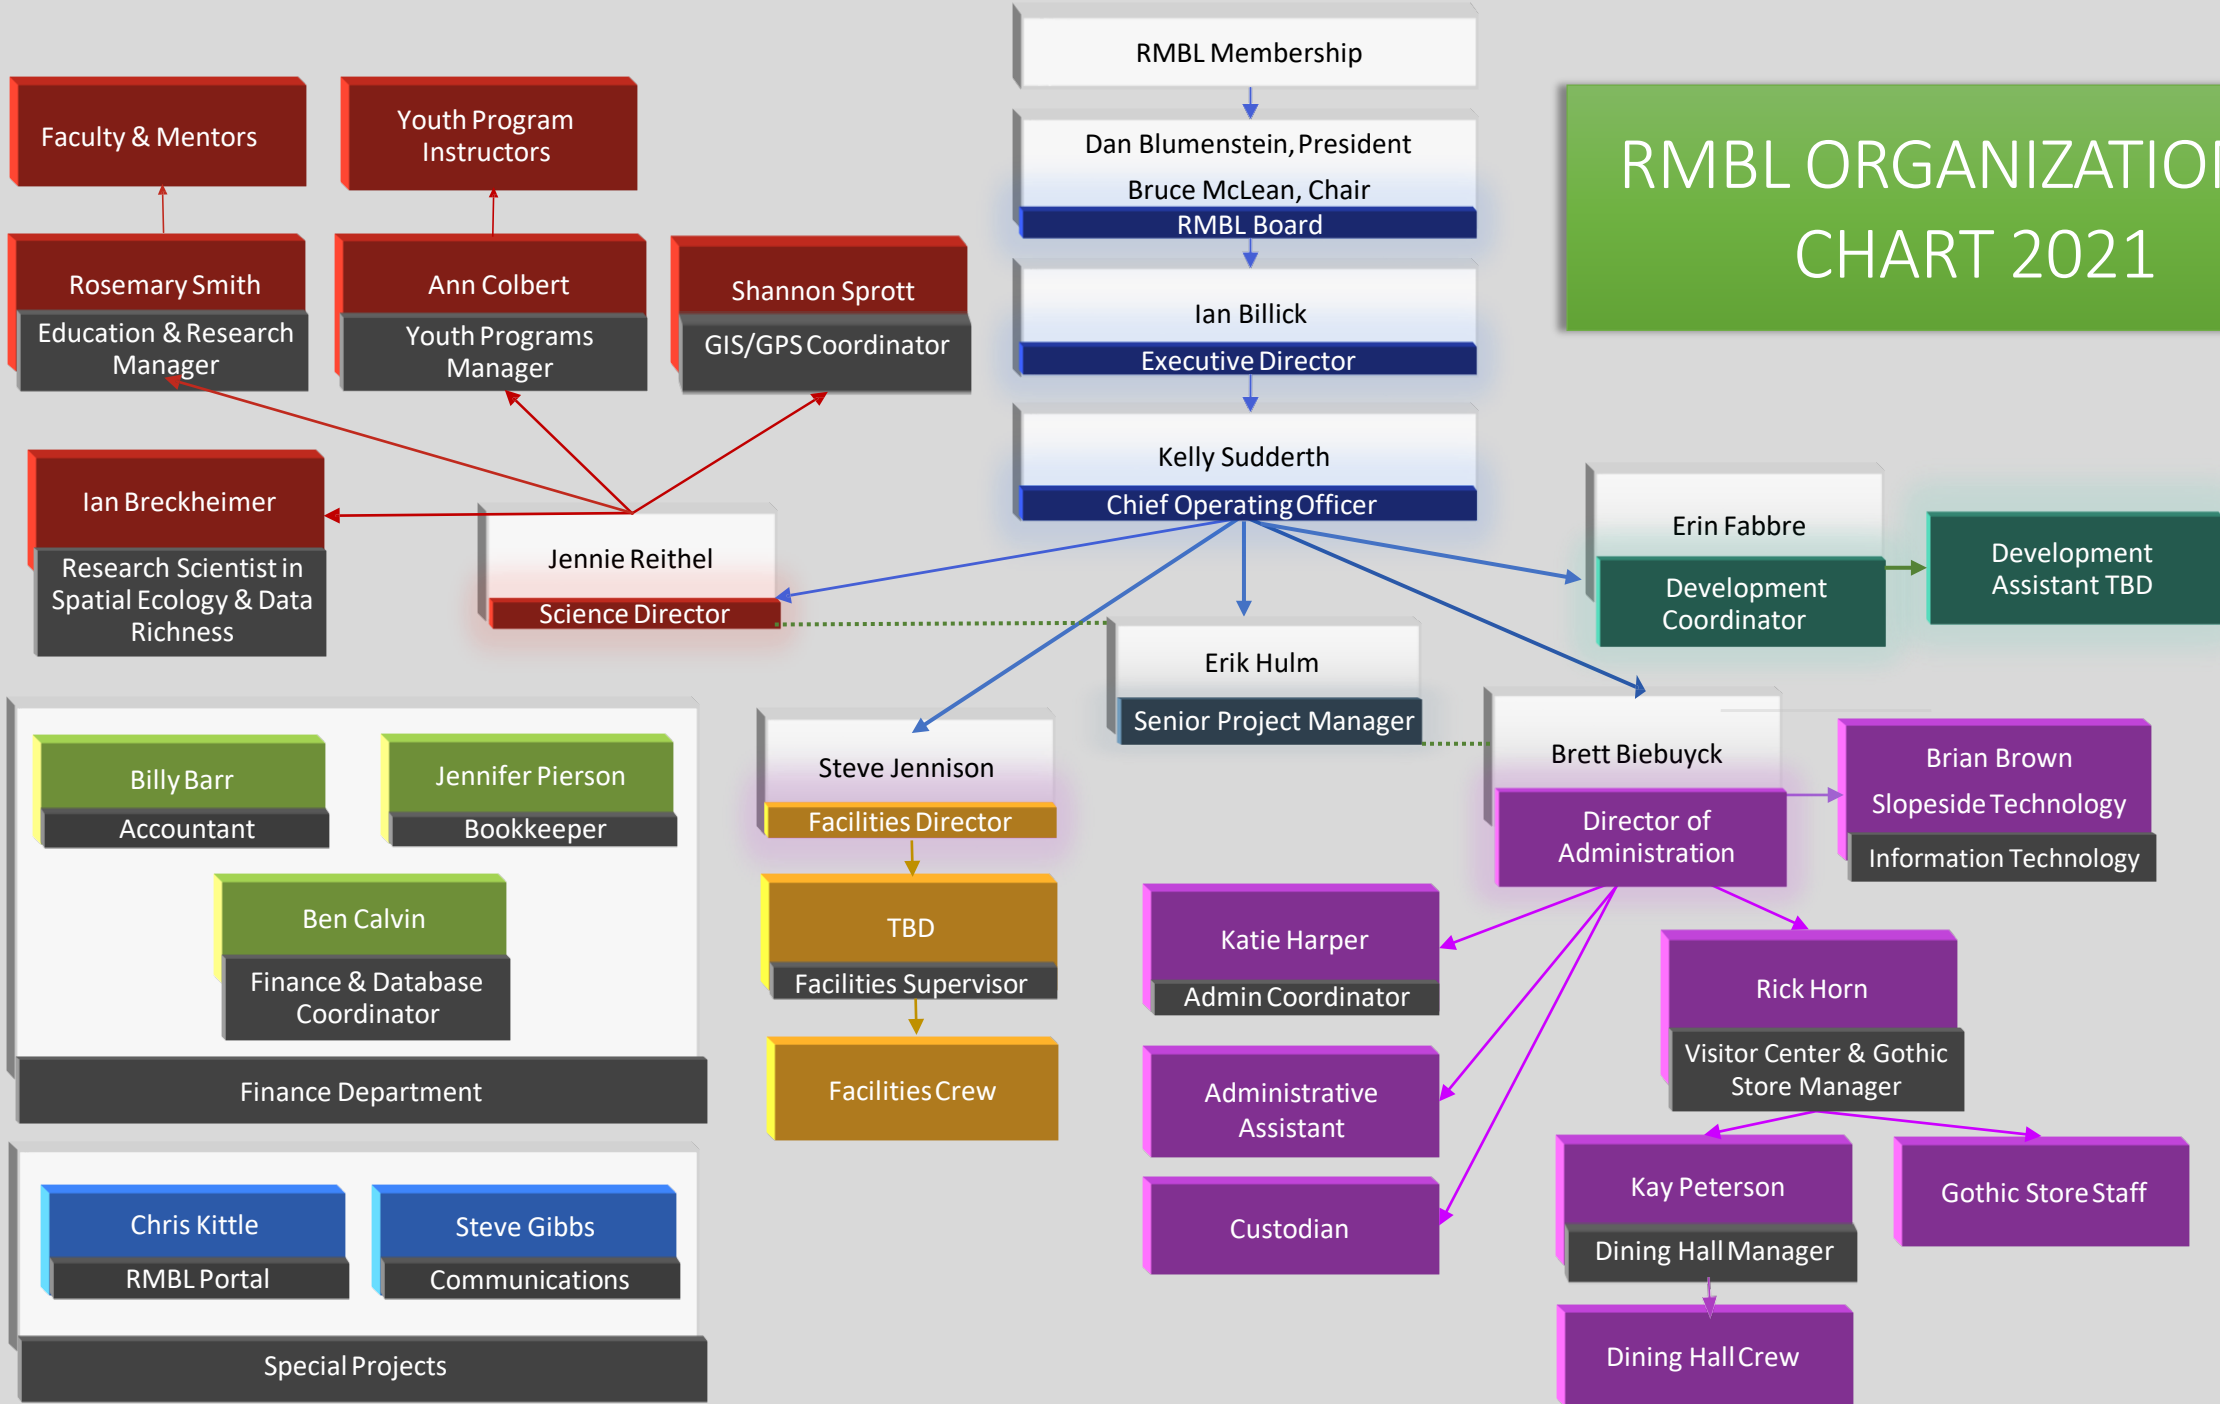 RMBL Membership
Dan Blumenstein, President
Bruce McLean, Chair
RMBL Board
Ian Billick
Executive Director
Kelly Sudderth
Chief Operating Officer
RMBL ORGANIZATION
CHART 2021
Faculty & Mentors
Youth Program
Instructors
Rosemary Smith
Education & Research
Manager
Ann Colbert
Youth Programs
Manager
Shannon Sprott
GIS/GPS Coordinator
Ian Breckheimer
Research Scientist in
Spatial Ecology & Data
Richness
Jennie Reithel
Science Director
Erin Fabbre
Development
Coordinator
Development
Assistant TBD
Erik Hulm
Senior Project Manager
Steve Jennison
Facilities Director
TBD
Facilities Supervisor
Facilities Crew
Brett Biebuyck
Director of
Administration
Brian Brown
Slopeside Technology
Information Technology
Katie Harper
Admin Coordinator
Administrative
Assistant
Custodian
Rick Horn
Visitor Center & Gothic
Store Manager
Kay Peterson
Dining Hall Manager
Dining Hall Crew
Gothic Store Staff
Billy Barr
Accountant
Jennifer Pierson
Bookkeeper
Ben Calvin
Finance & Database
Coordinator
Finance Department
Chris Kittle
RMBL Portal
Steve Gibbs
Communications
Special Projects